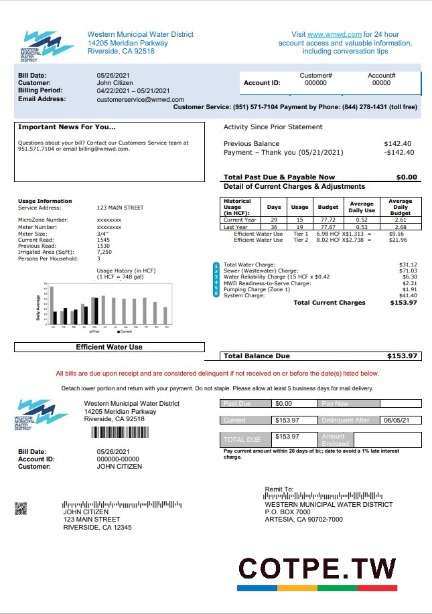 WESTERN
MUNICIPAL
WATER
DISTRICT
Western Municipal Water District
14205 Meridian Parkway
Riverside, CA 92518
Visit www.wmwd.com for 24 hour
account access and valuable information,
including conversation tips
Bill Date: 05/26/2021
Customer: John Citizen
Billing Period: 04/22/2021 – 05/21/2021
Email Address: customerservice@wmwd.com
Customer# Account#
Account ID: 000000 0000
Customer Service: (951) 571-7104 Payment by Phone: (844) 278-1431 (toll free)
Important News For You...
Questions about your bill? Contact our Customers Service team at
951.571.7104 or email billing@wmwd.com.
Activity Since Prior Statement
Previous Balance $142.40
Payment – Thank you (05/21/2021) -$142.40
Total Past Due & Payable Now $0.00
Detail of Current Charges & Adjustments
Usage Information
Service Address: 123 MAIN STREET
MicroZone Number: xxxxxxxx
Meter Number: xxxxxxxx
Meter Size: 3/4"
Current Read: 1545
Previous Read: 1530
Irrigated Area (Sqft): 7,250
Persons Per Household: 3
Historical Usage (in HCF): Days Usage Budget Average Daily Use Average Daily Budget
Current Year 29 15 77.72 0.52 2.61
Last Year 36 19 77.67 0.53 2.68
Efficient Water Use Tier 1 6.98 HCF X$1.313 = $9.16
Efficient Water Use Tier 2 8.02 HCF X$2.738 = $21.96
Usage History (in HCF)
(1 HCF = 748 gal)
Daily Average
1 Total Water Charge: $31.12
2 Sewer (Wastewater) Charge: $71.03
3 Water Reliability Charge (15 HCF x $0.42 $6.30
4 MWD Readiness-to-Serve Charge: $2.21
5 Pumping Charge (Zone 1) $1.91
6 System Charge: $41.40
Total Current Charges $153.97
Efficient Water Use
Total Balance Due $153.97
All bills are due upon receipt and are considered delinquent if not received on or before the date(s) listed below.
Detach lower portion and return with payment. Do not staple. Please allow at least 5 business days for mail delivery.
WESTERN
MUNICIPAL
WATER
DISTRICT
Western Municipal Water District
14205 Meridian Parkway
Riverside, CA 92518
Past Due $0.00 Pay Now
Current $153.97 Delinquent After 06/05/21
TOTAL DUE $153.97 Amount Enclosed
Pay current amount within 20 days of bill date to avoid a 1% late interest
charge.
Bill Date: 05/26/2021
Account ID: 000000-00000
Customer: JOHN CITIZEN
JOHN CITIZEN
123 MAIN STREET
RIVERSIDE, CA 12345
Remit To:
WESTERN MUNICIPAL WATER DISTRICT
P.O. BOX 7000
ARTESIA, CA 90702-7000
COTPE.TW